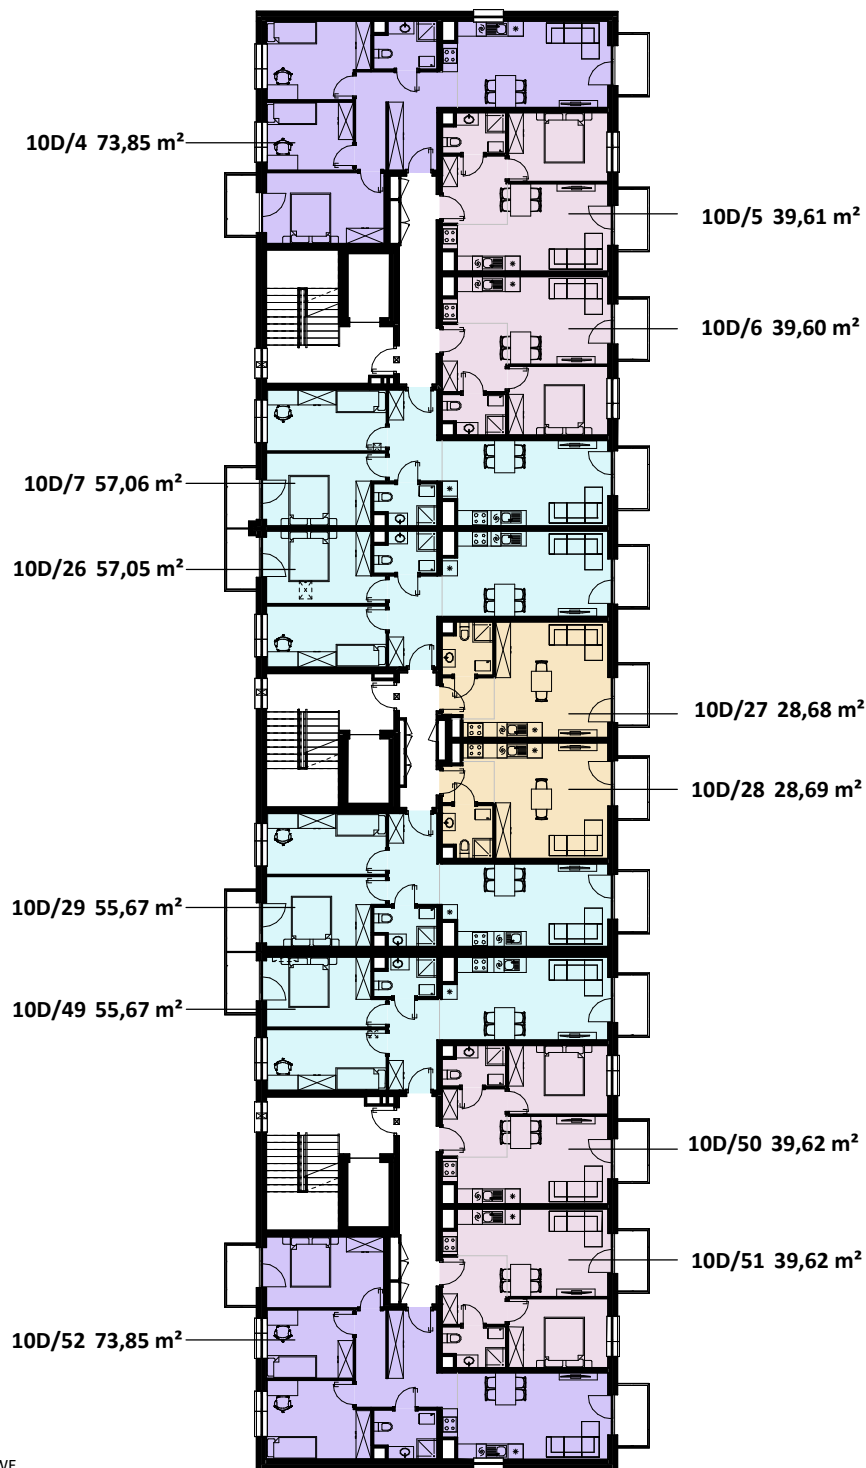 10D/4 73,85 m²
10D/5 39,61 m²
10D/6 39,60 m²
10D/7 57,06 m²
10D/26 57,05 m²
10D/27 28,68 m²
10D/28 28,69 m²
10D/29 55,67 m²
10D/49 55,67 m²
10D/50 39,62 m²
10D/51 39,62 m²
10D/52 73,85 m²